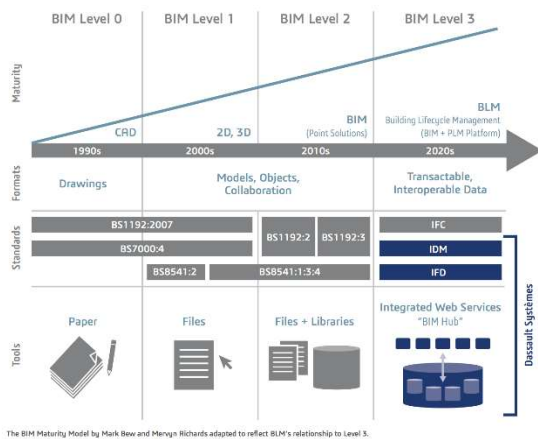 BIM Level 0
BIM Level 1
BIM Level 2
BIM Level 3
Maturity
CAD
2D, 3D
BIM
(Point Solutions)
BLM
Building Lifecycle Management
(BIM + PLM Platform)
1990s
2000s
2010s
2020s
Formats
Drawings
Models, Objects,
Collaboration
Transactable,
Interoperable Data
Standards
BS1192:2007
BS7000:4
BS8541:2
BS1192:2
BS1192:3
BS8541:1:3:4
IFC
IDM
IFD
Tools
Paper
Files
Files + Libraries
Integrated Web Services
"BIM Hub"
Dassault Systèmes
The BIM Maturity Model by Mark Bew and Mervyn Richards adapted to reflect BLM's relationship to Level 3.